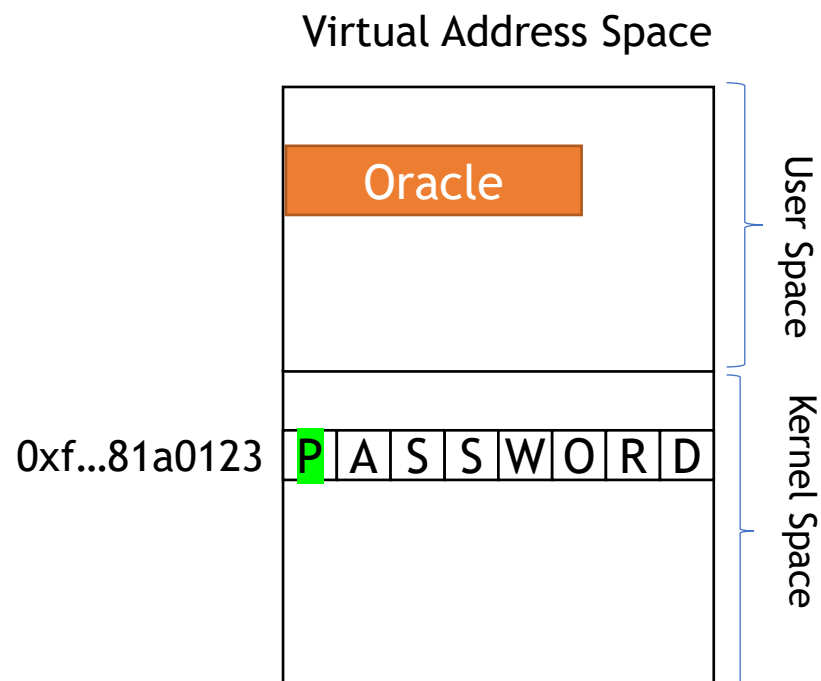 Virtual Address Space
Oracle
User Space
0xf…81a0123 P A S S W O R D
Kernel Space